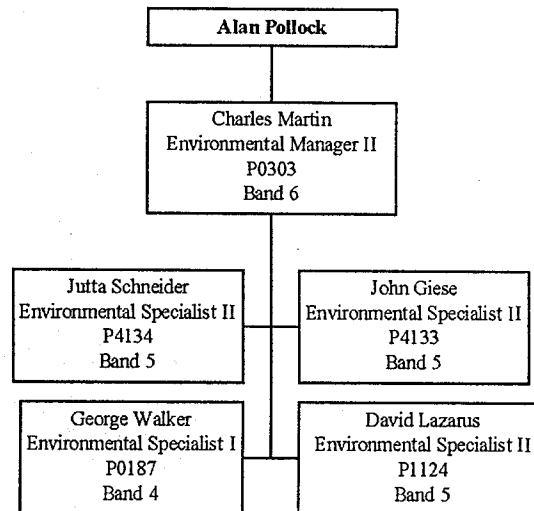 Alan Pollock
Charles Martin
Environmental Manager II
P0303
Band 6
Jutta Schneider
Environmental Specialist II
P4134
Band 5
John Giese
Environmental Specialist II
P4133
Band 5
George Walker
Environmental Specialist I
P0187
Band 4
David Lazarus
Environmental Specialist II
P1124
Band 5